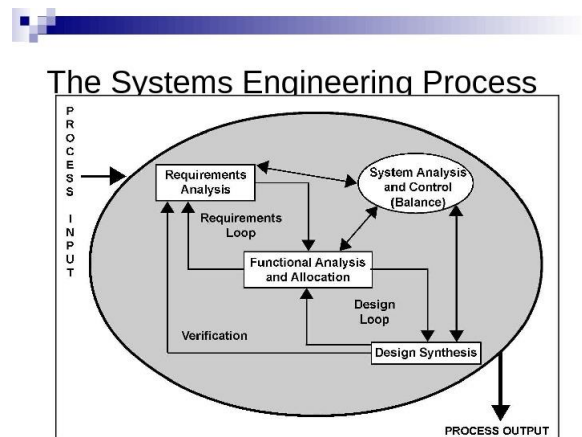 The Systems Engineering Process
PROCESS INPUT
Requirements
Analysis
System Analysis
and Control
(Balance)
Requirements
Loop
Functional Analysis
and Allocation
Design
Loop
Verification
Design Synthesis
PROCESS OUTPUT